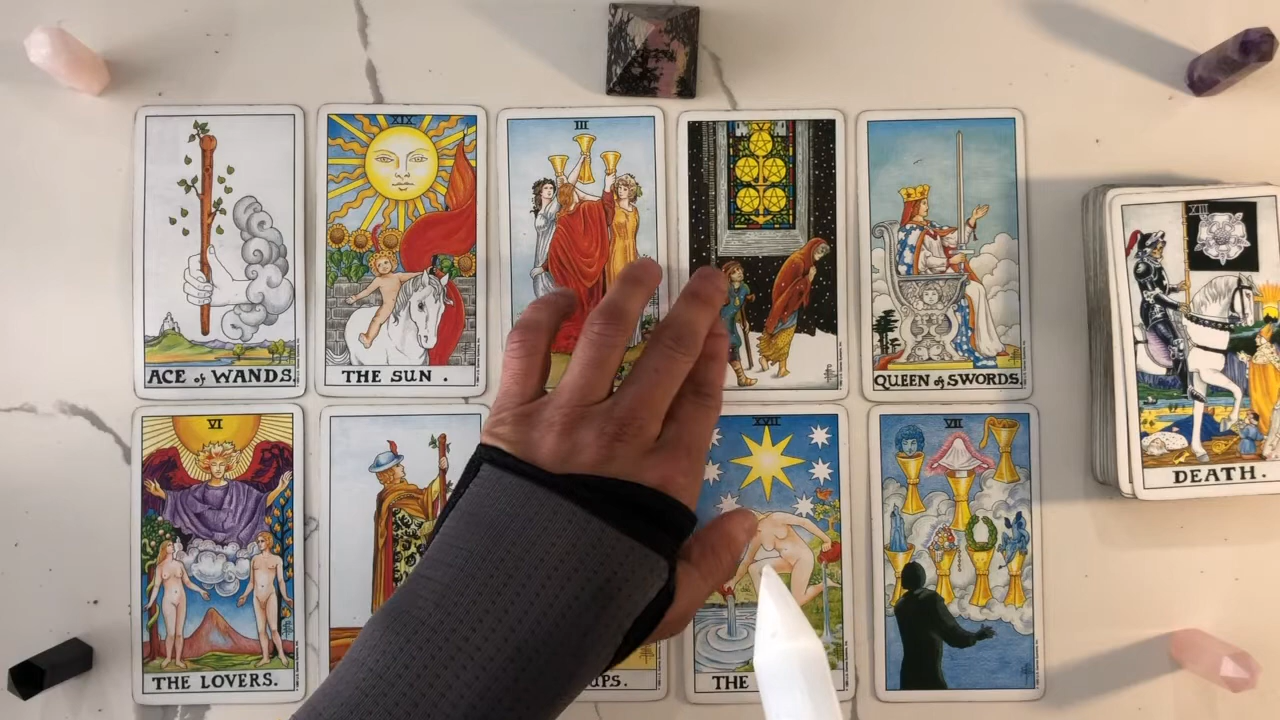 XIX
III
V
ACE of WANDS.
THE SUN .
QUEEN of SWORDS.
XIII
DEATH.
VI
XVII
VII
THE LOVERS.
UPS.
THE